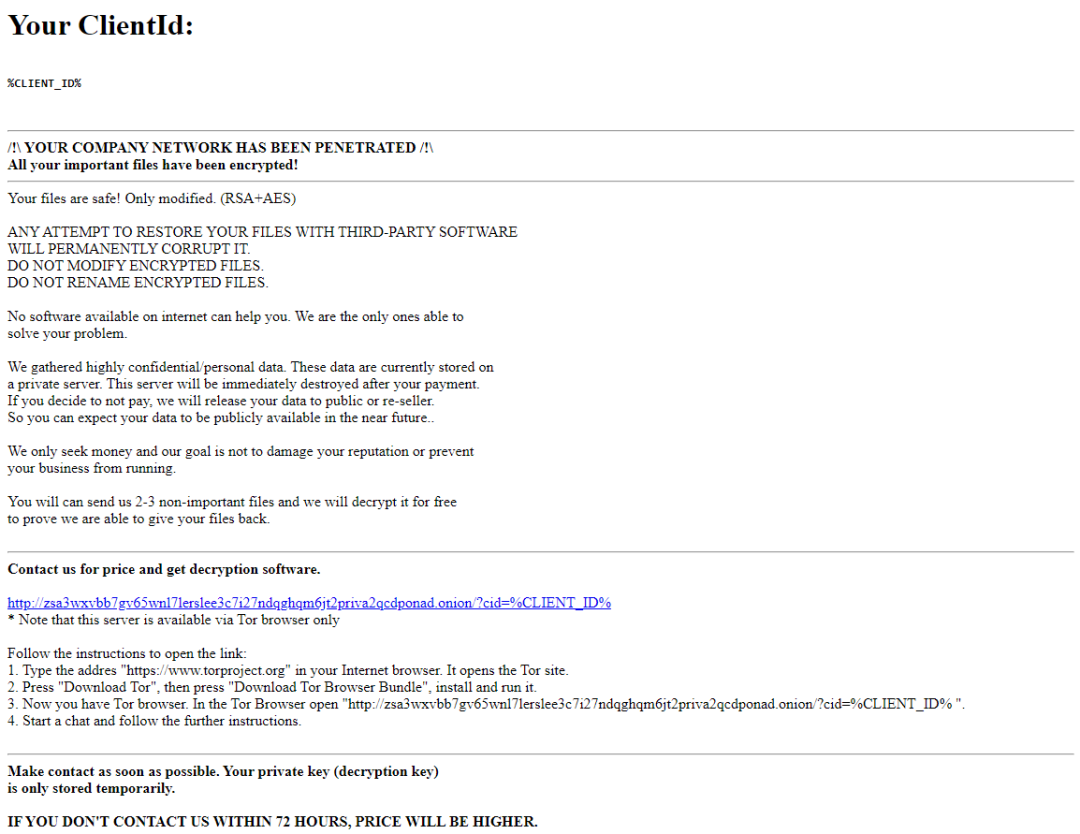 Your ClientId:
%CLIENT_ID%
/!\ YOUR COMPANY NETWORK HAS BEEN PENETRATED /!\
All your important files have been encrypted!
Your files are safe! Only modified. (RSA+AES)
ANY ATTEMPT TO RESTORE YOUR FILES WITH THIRD-PARTY SOFTWARE
WILL PERMANENTLY CORRUPT IT.
DO NOT MODIFY ENCRYPTED FILES.
DO NOT RENAME ENCRYPTED FILES.
No software available on internet can help you. We are the only ones able to
solve your problem.
We gathered highly confidential/personal data. These data are currently stored on
a private server. This server will be immediately destroyed after your payment.
If you decide to not pay, we will release your data to public or re-seller.
So you can expect your data to be publicly available in the near future..
We only seek money and our goal is not to damage your reputation or prevent
your business from running.
You will can send us 2-3 non-important files and we will decrypt it for free
to prove we are able to give your files back.
Contact us for price and get decryption software.
http://zsa3wxvbb7gv65wnl7lerslee3c7i27ndqghqm6jt2priva2qcdponad.onion/?cid=%CLIENT_ID%
* Note that this server is available via Tor browser only
Follow the instructions to open the link:
1. Type the addres "https://www.torproject.org" in your Internet browser. It opens the Tor site.
2. Press "Download Tor", then press "Download Tor Browser Bundle", install and run it.
3. Now you have Tor browser. In the Tor Browser open "http://zsa3wxvbb7gv65wnl7lerslee3c7i27ndqghqm6jt2priva2qcdponad.onion/?cid=%CLIENT_ID% ".
4. Start a chat and follow the further instructions.
Make contact as soon as possible. Your private key (decryption key)
is only stored temporarily.
IF YOU DON'T CONTACT US WITHIN 72 HOURS, PRICE WILL BE HIGHER.